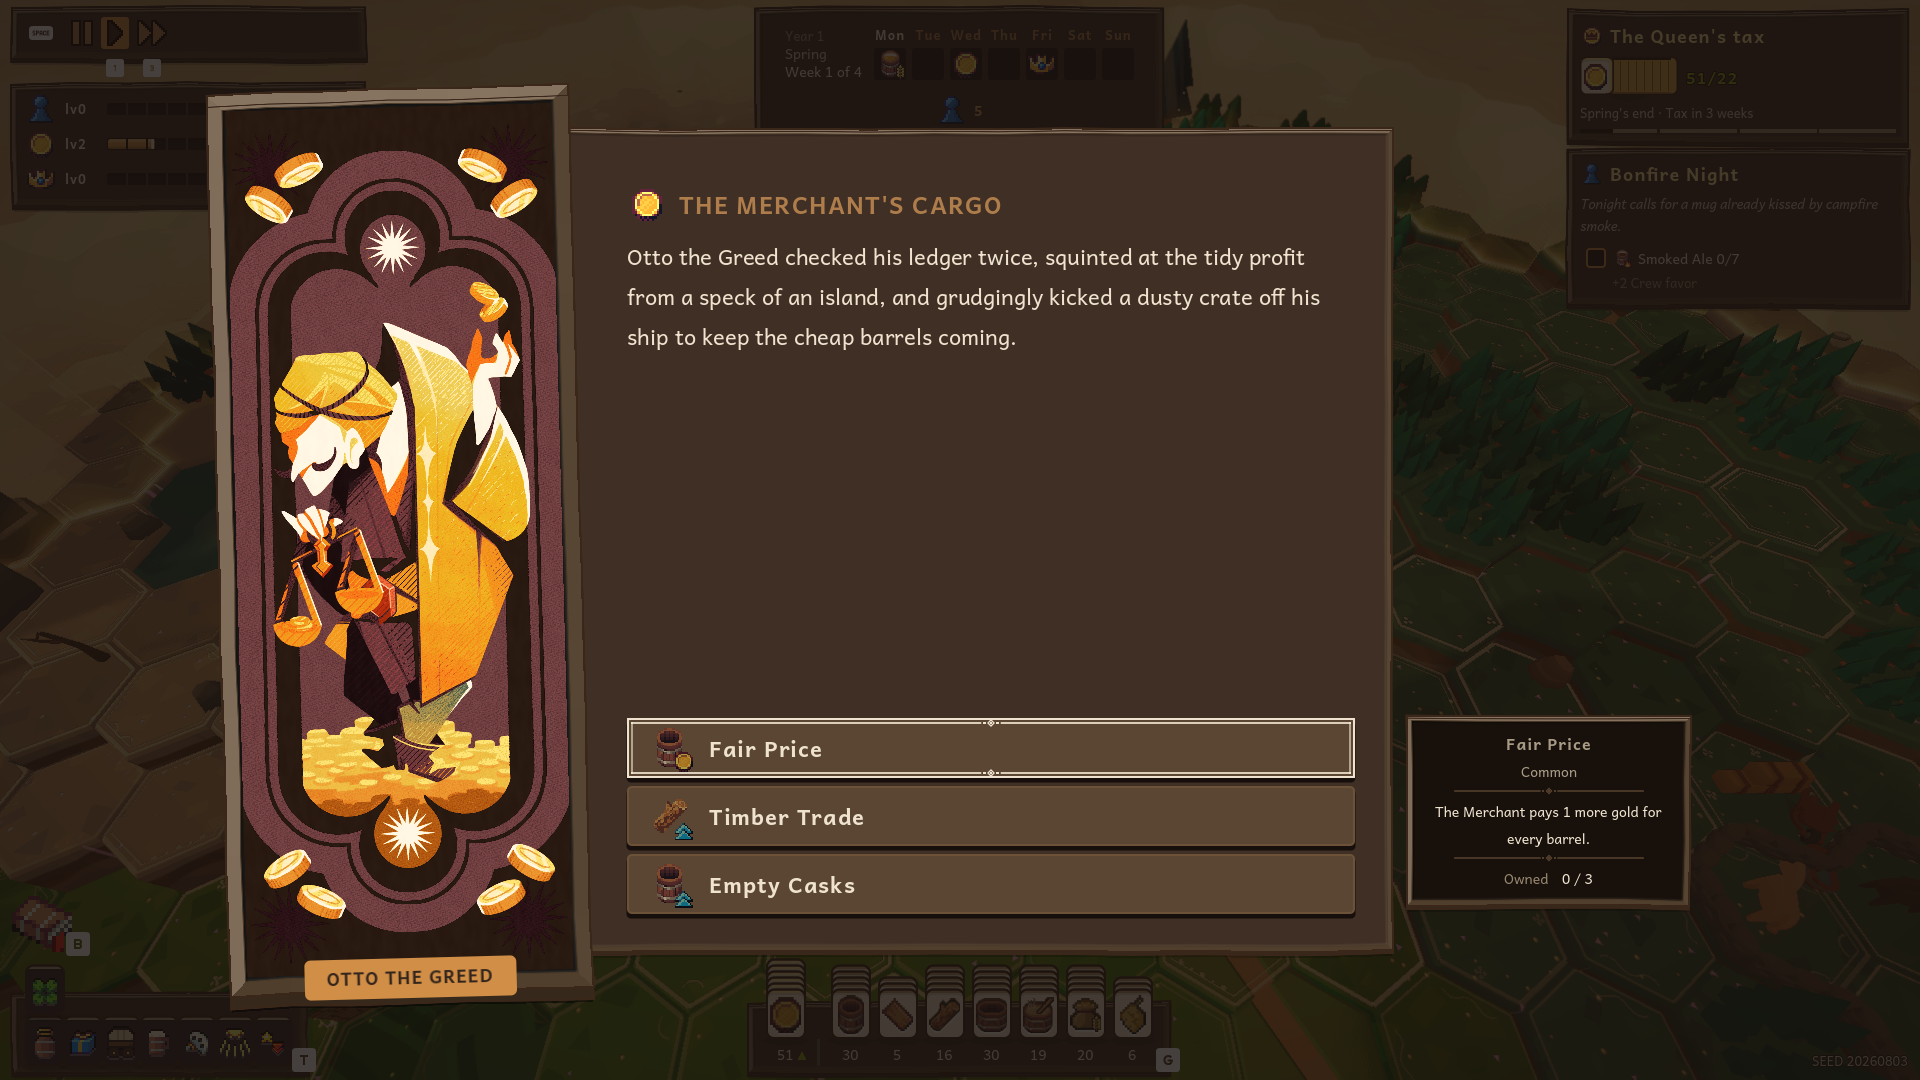 SPACE
1
3
lv0
lv2
lv0
Year 1
Spring
Week 1 of 4
Mon Tue Wed Thu Fri Sat Sun
5
The Queen's tax
51/22
Spring's end · Tax in 3 weeks
Bonfire Night
Tonight calls for a mug already kissed by campfire
smoke.
Smoked Ale 0/7
+2 Crew favor
THE MERCHANT'S CARGO
Otto the Greed checked his ledger twice, squinted at the tidy profit
from a speck of an island, and grudgingly kicked a dusty crate off his
ship to keep the cheap barrels coming.
Fair Price
Timber Trade
Empty Casks
Fair Price
Common
The Merchant pays 1 more gold for
every barrel.
Owned 0 / 3
OTTO THE GREED
B
T
51 30 5 16 30 19 20 6
G
SEED 20260803